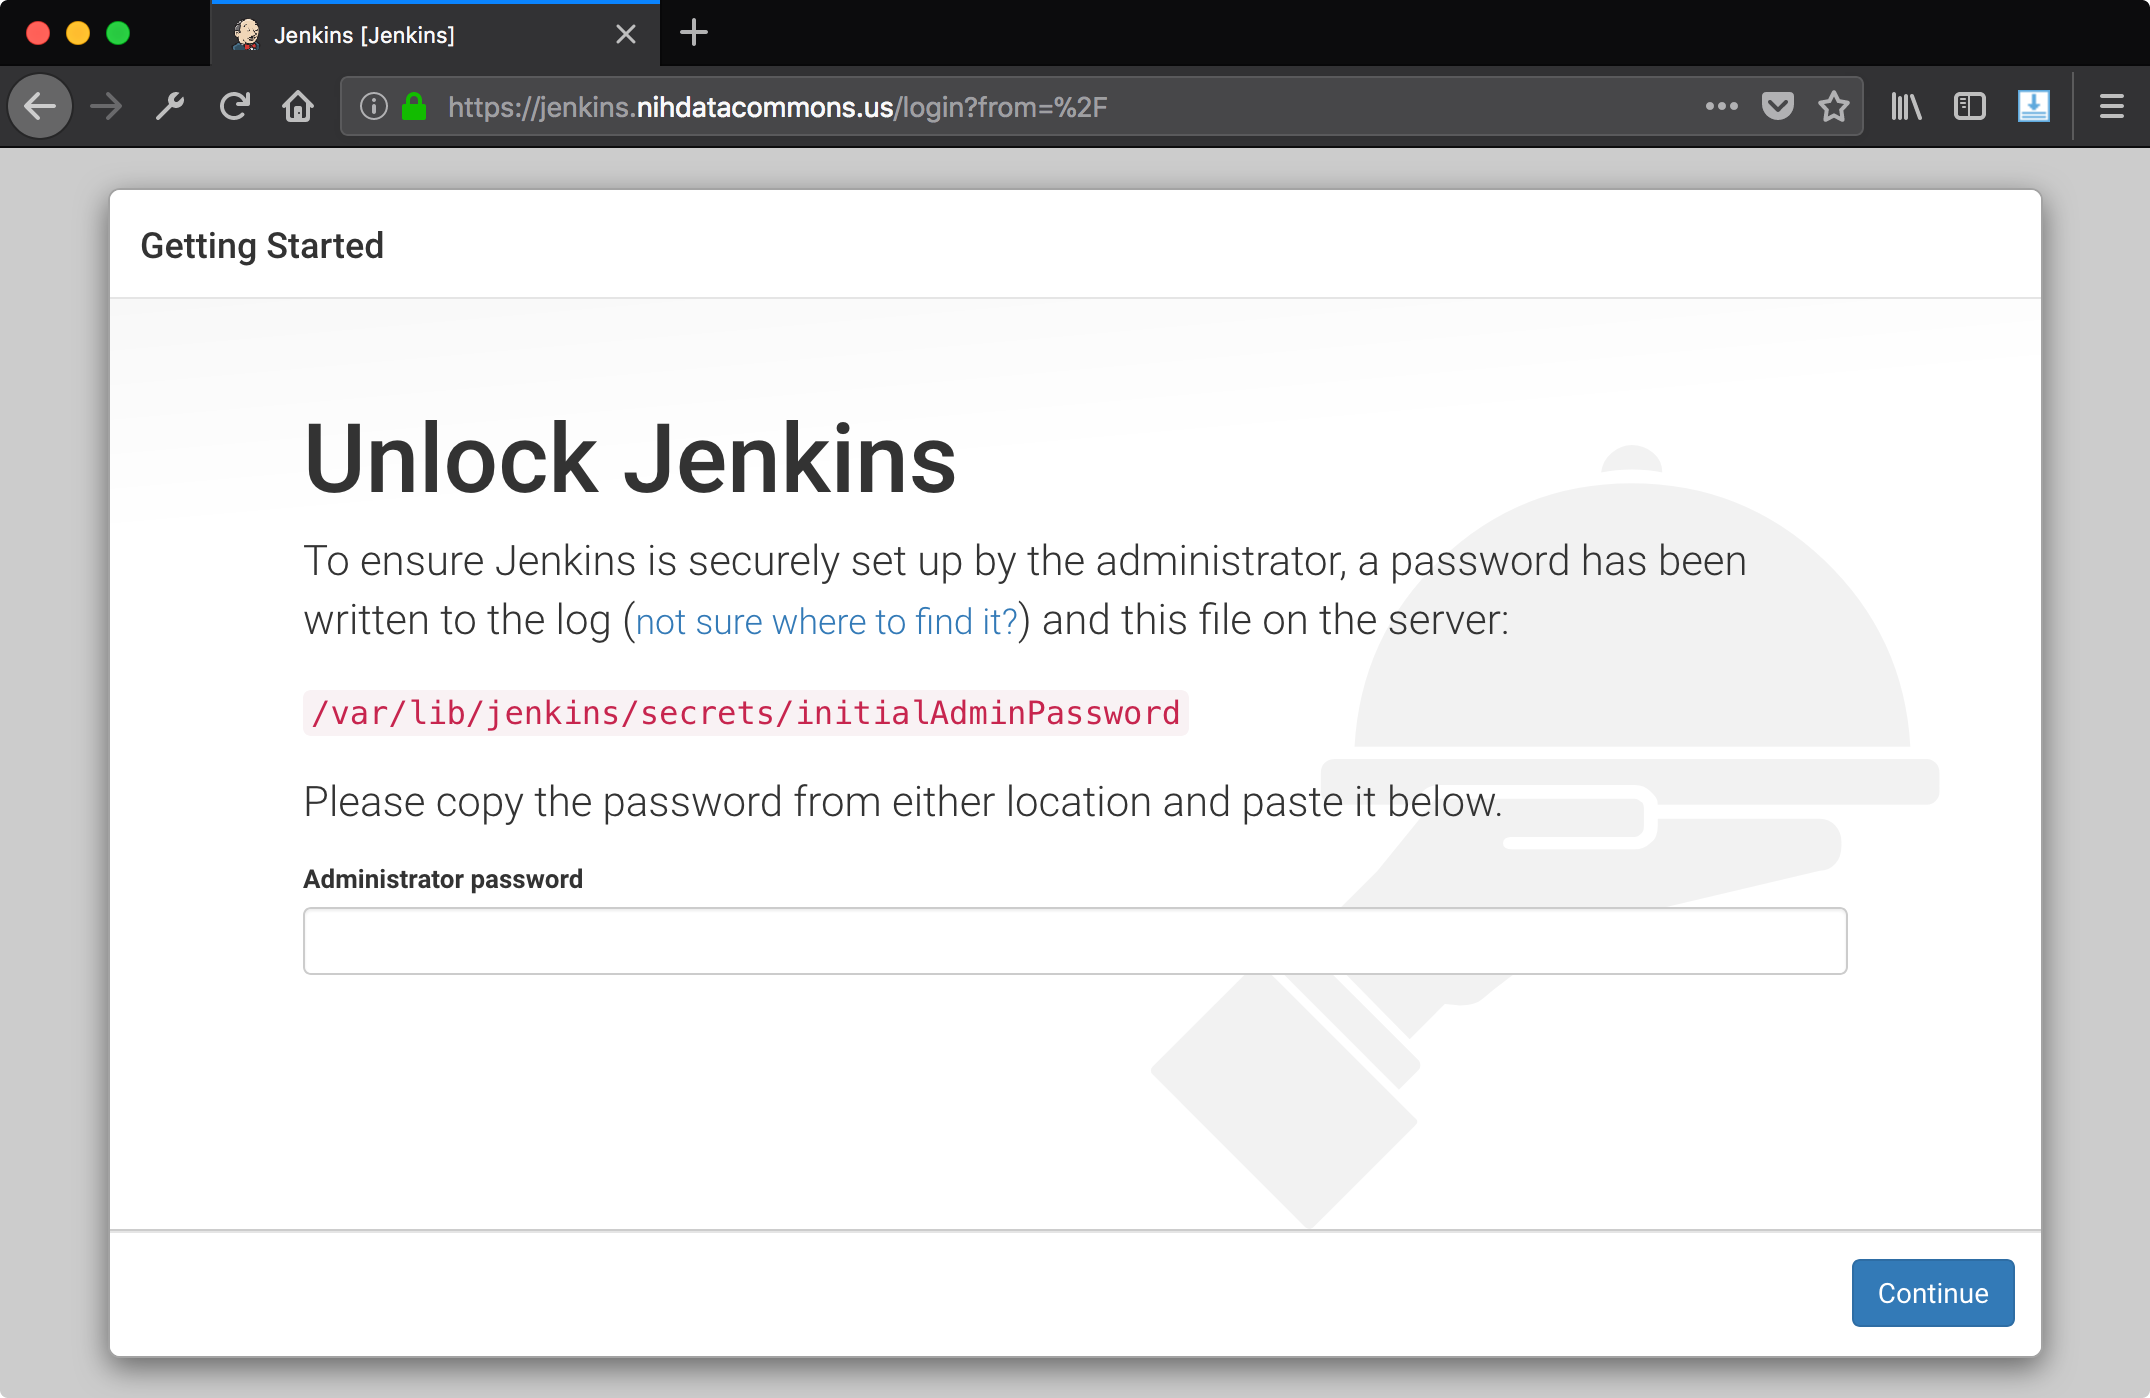 Jenkins [Jenkins]
https://jenkins.nihdatacommons.us/login?from=%2F
Getting Started
Unlock Jenkins
To ensure Jenkins is securely set up by the administrator, a password has been
written to the log (not sure where to find it?) and this file on the server:
/var/lib/jenkins/secrets/initialAdminPassword
Please copy the password from either location and paste it below.
Administrator password
Continue